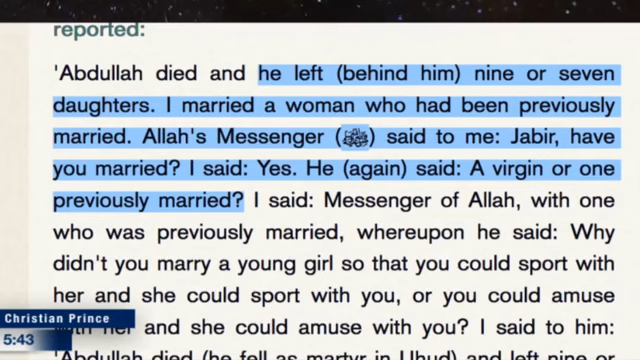 reported:
'Abdullah died and he left (behind him) nine or seven
daughters. I married a woman who had been previously
married. Allah's Messenger (ﷺ) said to me: Jabir, have
you married? I said: Yes. He (again) said: A virgin or one
previously married? I said: Messenger of Allah, with one
who was previously married, whereupon he said: Why
didn't you marry a young girl so that you could sport with
her and she could sport with you, or you could amuse
with her and she could amuse with you? I said to him:
'Abdullah died (he fell as martyr in Uhud) and left nine or
Christian Prince
5:43